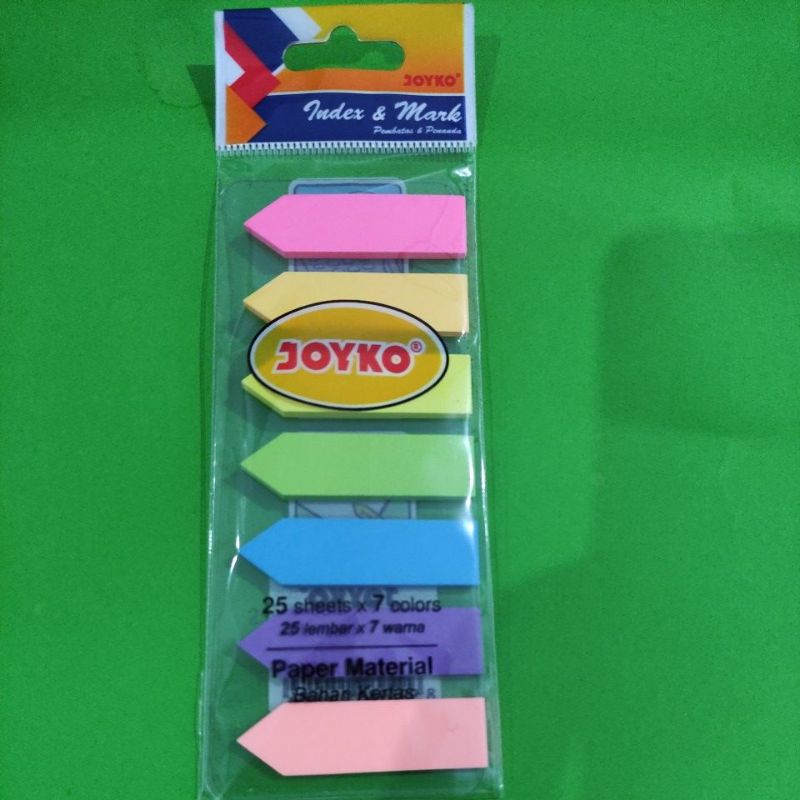 JOYKO®
Index & Mark
Pembatas & Penanda
JOYKO®
25 sheets x 7 colors
25 lembar x 7 warna
Paper Material
Bahan Kertas